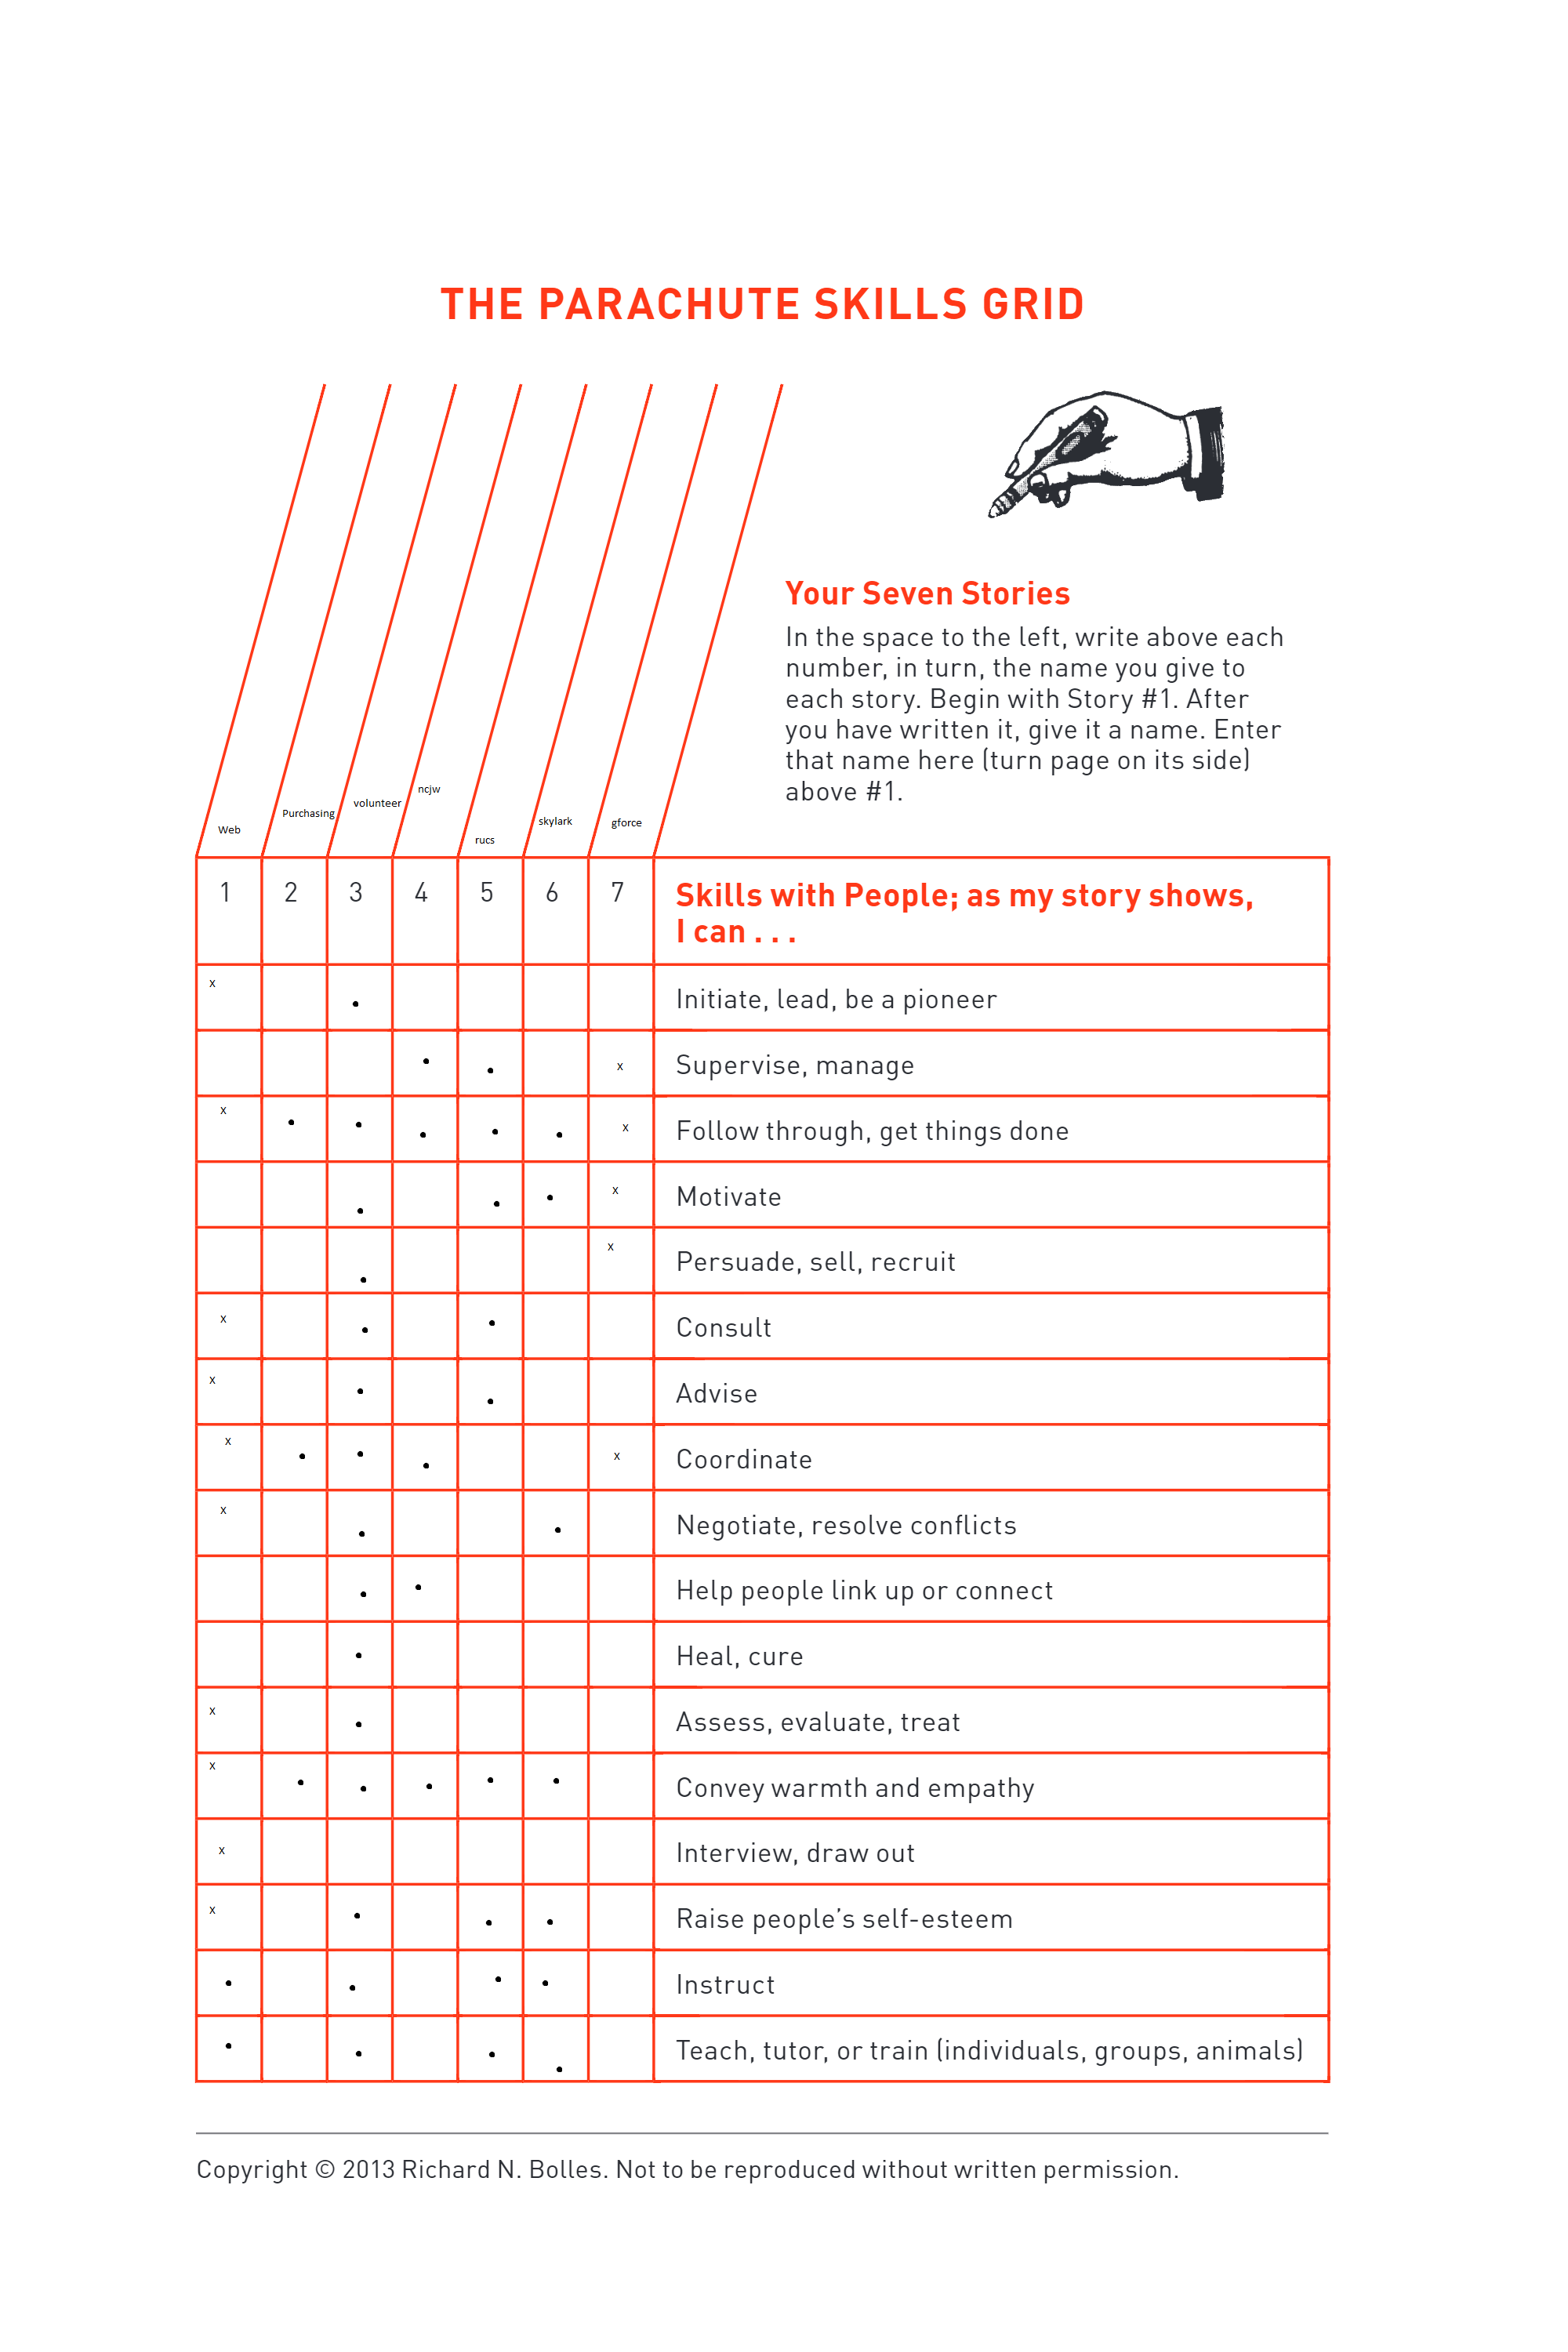 THE PARACHUTE SKILLS GRID
Your Seven Stories
In the space to the left, write above each
number, in turn, the name you give to
each story. Begin with Story #1. After
you have written it, give it a name. Enter
that name here (turn page on its side)
above #1.
Web Purchasing volunteer ncjw rucs skylark gforce
1 2 3 4 5 6 7 Skills with People; as my story shows,
I can . . .
x • Initiate, lead, be a pioneer
• • x Supervise, manage
x • • • • • x Follow through, get things done
• • • x Motivate
• x Persuade, sell, recruit
x • • Consult
x • • Advise
x • • • x Coordinate
x • • Negotiate, resolve conflicts
• • Help people link up or connect
• Heal, cure
x • Assess, evaluate, treat
x • • • • • Convey warmth and empathy
x Interview, draw out
x • • • Raise people’s self-esteem
• • • • Instruct
• • • • Teach, tutor, or train (individuals, groups, animals)
Copyright © 2013 Richard N. Bolles. Not to be reproduced without written permission.